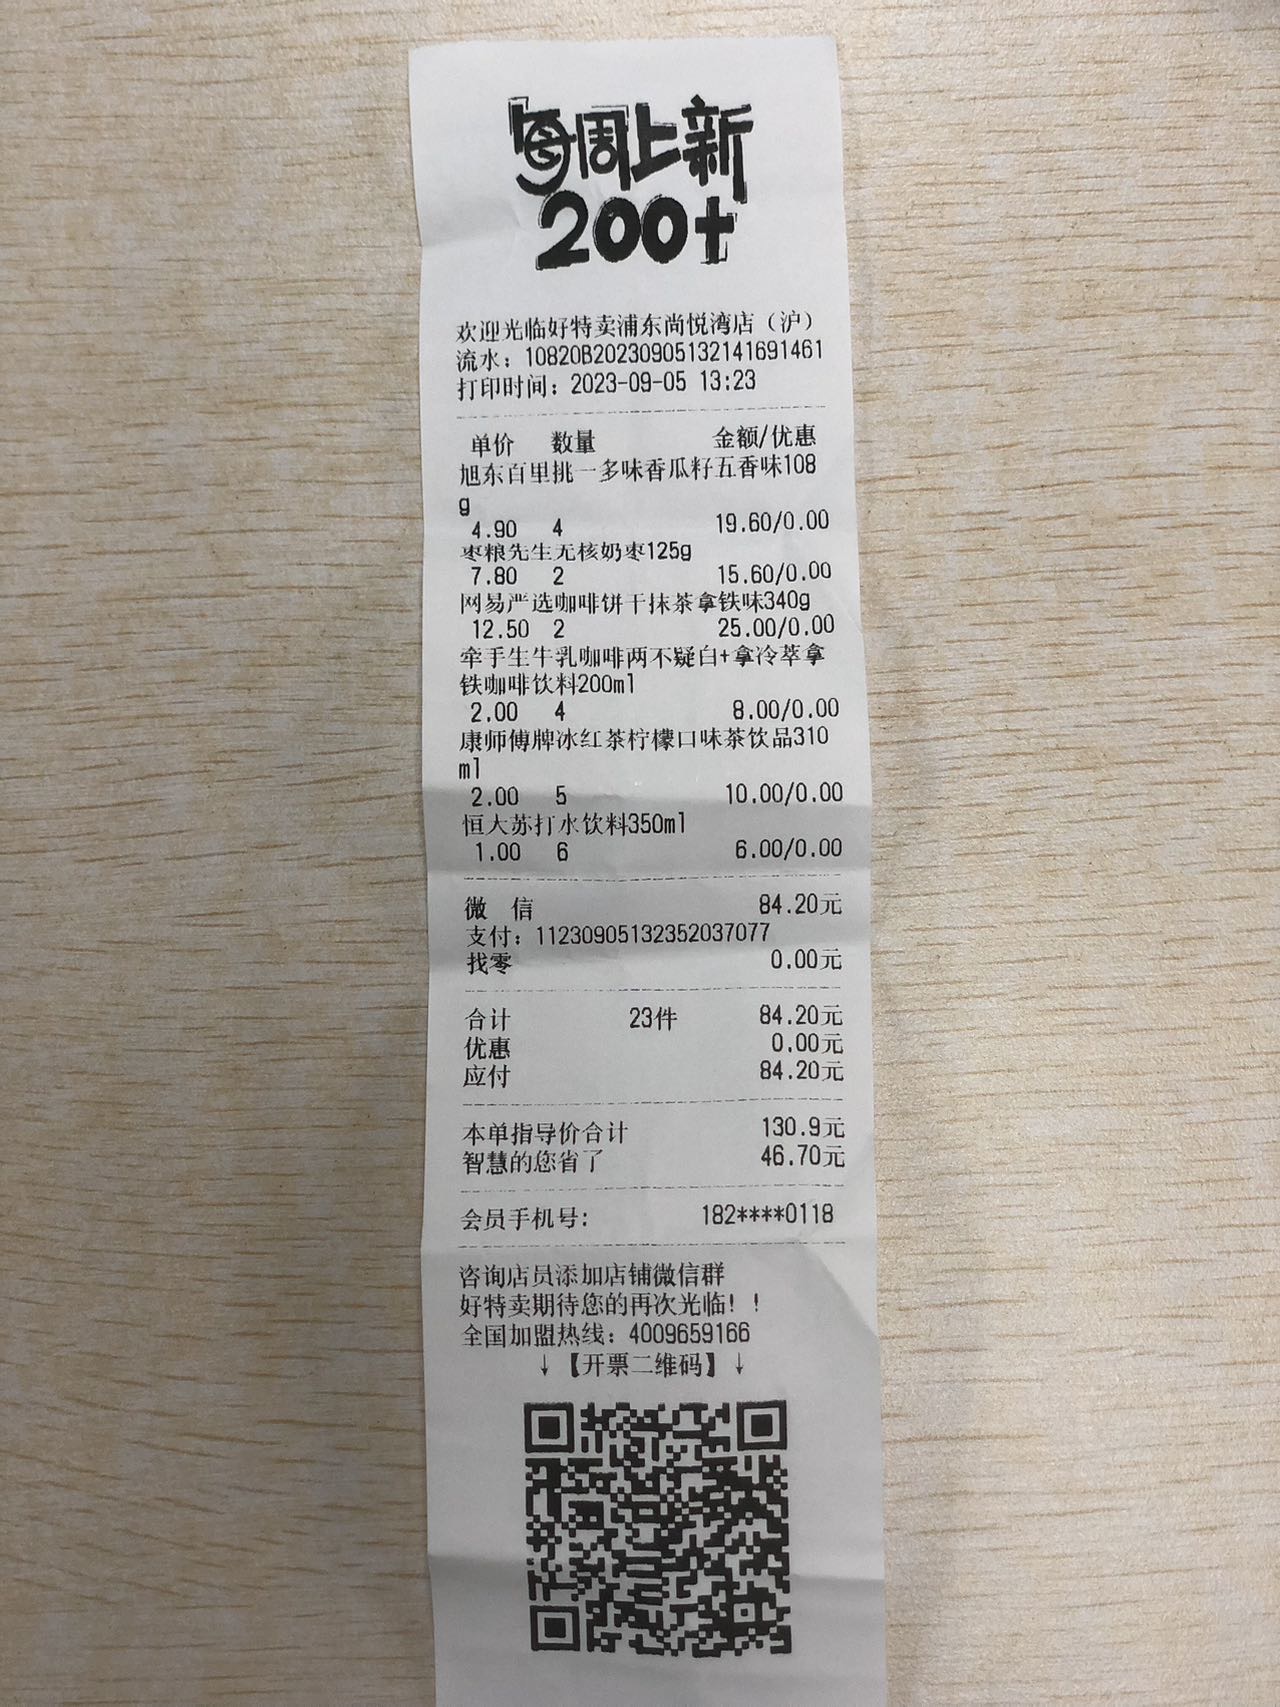 每周上新
200+
欢迎光临好特卖浦东尚悦湾店（沪）
流水：10820B20230905132141691461
打印时间：2023-09-05 13:23
单价 数量 金额/优惠
旭东百里挑一多味香瓜籽五香味108
g
4.90 4 19.60/0.00
枣粮先生无核奶枣125g
7.80 2 15.60/0.00
网易严选咖啡饼干抹茶拿铁味340g
12.50 2 25.00/0.00
牵手生牛乳咖啡两不疑白+拿冷萃拿
铁咖啡饮料200ml
2.00 4 8.00/0.00
康师傅牌冰红茶柠檬口味茶饮品310
ml
2.00 5 10.00/0.00
恒大苏打水饮料350ml
1.00 6 6.00/0.00
微 信 84.20元
支付：112309051323520370​77
找零 0.00元
合计 23件 84.20元
优惠 0.00元
应付 84.20元
本单指导价合计 130.9元
智慧的您省了 46.70元
会员手机号: 182****0118
咨询店员添加店铺微信群
好特卖期待您的再次光临！！
全国加盟热线：4009659166
↓【开票二维码】↓